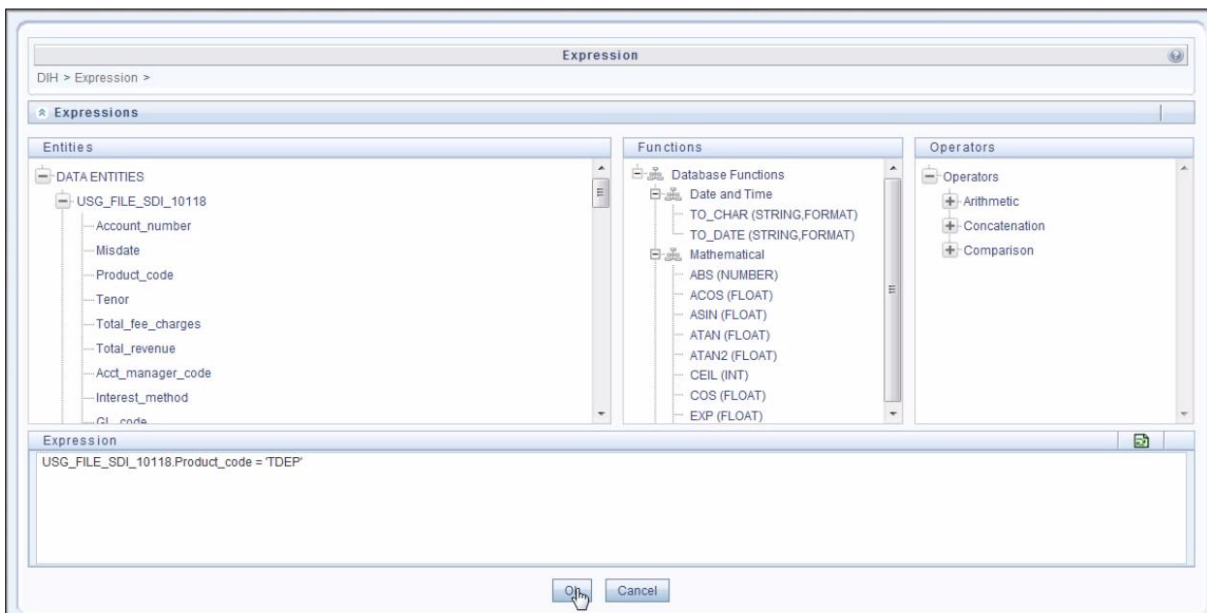 Expression
DIH > Expression >
Expressions
Entities
DATA ENTITIES
USG_FILE_SDI_10118
Account_number
Misdate
Product_code
Tenor
Total_fee_charges
Total_revenue
Acct_manager_code
Interest_method
GL_code
Functions
Database Functions
Date and Time
TO_CHAR (STRING,FORMAT)
TO_DATE (STRING,FORMAT)
Mathematical
ABS (NUMBER)
ACOS (FLOAT)
ASIN (FLOAT)
ATAN (FLOAT)
ATAN2 (FLOAT)
CEIL (INT)
COS (FLOAT)
EXP (FLOAT)
Operators
Operators
Arithmetic
Concatenation
Comparison
Expression
USG_FILE_SDI_10118.Product_code = 'TDEP'
Cancel